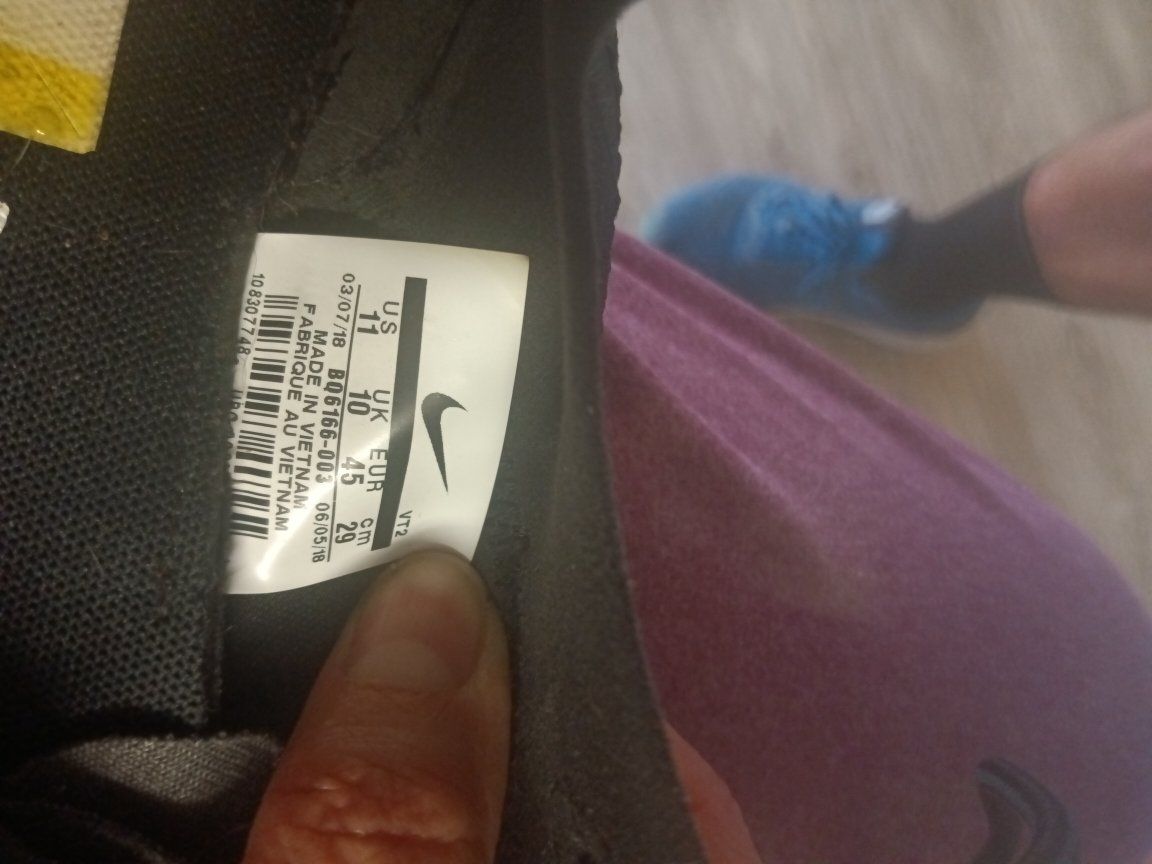 VT2
US UK EUR cm
11 10 45 29
03/07/18 BQ6166-003 06/05/18
MADE IN VIETNAM
FABRIQUE AU VIETNAM